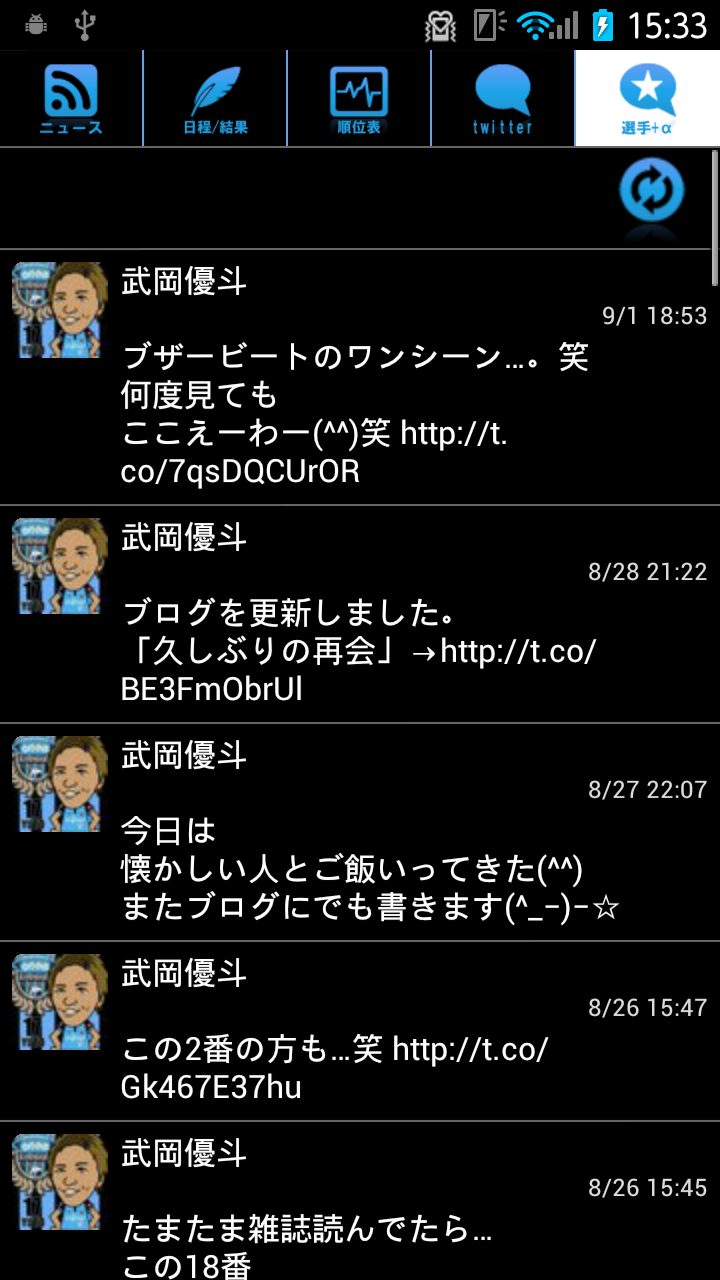 15:33
ニュース
日程/結果
順位表
twitter
選手+α
武岡優斗
9/1 18:53
ブザービートのワンシーン…。笑
何度見ても
ここえーわー(^^)笑 http://t.
co/7qsDQCUrOR
武岡優斗
8/28 21:22
ブログを更新しました。
「久しぶりの再会」→http://t.co/
BE3FmObrUl
武岡優斗
8/27 22:07
今日は
懐かしい人とご飯いってきた(^^)
またブログにでも書きます(^_−)−☆
武岡優斗
8/26 15:47
この2番の方も…笑 http://t.co/
Gk467E37hu
武岡優斗
8/26 15:45
たまたま雑誌読んでたら…
この18番